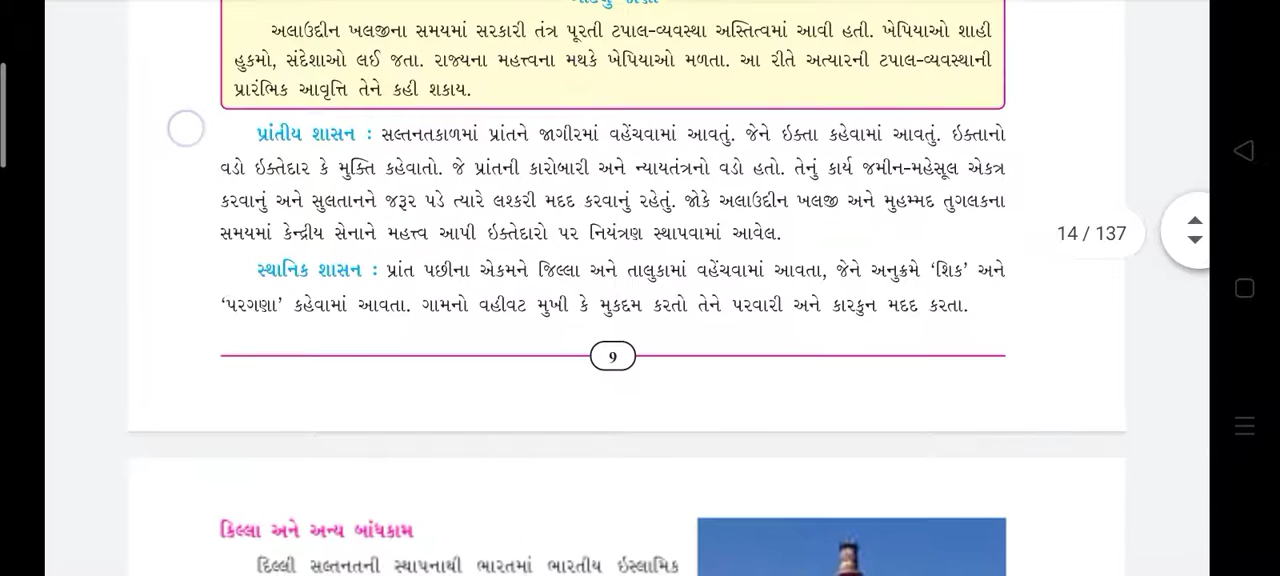 અલાઉદ્દીન ખલજીના સમયમાં સરકારી તંત્ર પૂરતી ટપાલ-વ્યવસ્થા અસ્તિત્વમાં આવી હતી. ખેપિયાઓ શાહી
હુકમો, સંદેશાઓ લઈ જતા. રાજ્યના મહત્ત્વના મથકે ખેપિયાઓ મળતા. આ રીતે અત્યારની ટપાલ-વ્યવસ્થાની
પ્રારંભિક આવૃત્તિ તેને કહી શકાય.
પ્રાંતીય શાસન : સલ્તનતકાળમાં પ્રાંતને જાગીરમાં વહેંચવામાં આવતું. જેને ઇક્તા કહેવામાં આવતું. ઇક્તાનો
વડો ઇક્તેદાર કે મુક્તિ કહેવાતો. જે પ્રાંતની કારોબારી અને ન્યાયતંત્રનો વડો હતો. તેનું કાર્ય જમીન-મહેસૂલ એકત્ર
કરવાનું અને સુલતાનને જરૂર પડે ત્યારે લશ્કરી મદદ કરવાનું રહેતું. જોકે અલાઉદ્દીન ખલજી અને મુહમ્મદ તુગલકના
સમયમાં કેન્દ્રીય સેનાને મહત્ત્વ આપી ઇક્તેદારો પર નિયંત્રણ સ્થાપવામાં આવેલ.
14 / 137
સ્થાનિક શાસન : પ્રાંત પછીના એકમને જિલ્લા અને તાલુકામાં વહેંચવામાં આવતા, જેને અનુક્રમે ‘શિક’ અને
‘પરગણા’ કહેવામાં આવતા. ગામનો વહીવટ મુખી કે મુકદ્દમ કરતો તેને પરવારી અને કારકુન મદદ કરતા.
9
કિલ્લા અને અન્ય બાંધકામ
દિલ્લી સલ્તનતની સ્થાપનાથી ભારતમાં ભારતીય ઇસ્લામિક